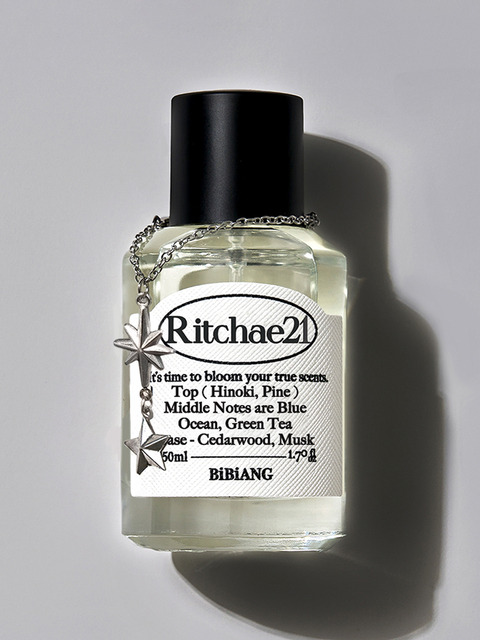 Ritchae21
it's time to bloom your true scents.
Top ( Hinoki, Pine )
Middle Notes are Blue
Ocean, Green Tea
ase - Cedarwood, Musk
50ml 1.7
BiBiANG